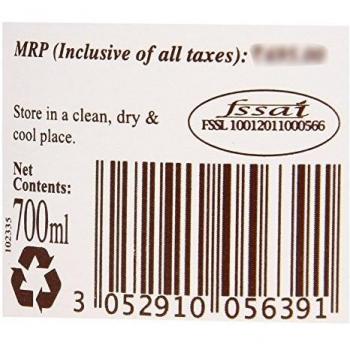 MRP (Inclusive of all taxes):
Store in a clean, dry &
cool place.
fssat
FSSL 10012011000566
Net
Contents:
700ml
102335
3 052910 056391